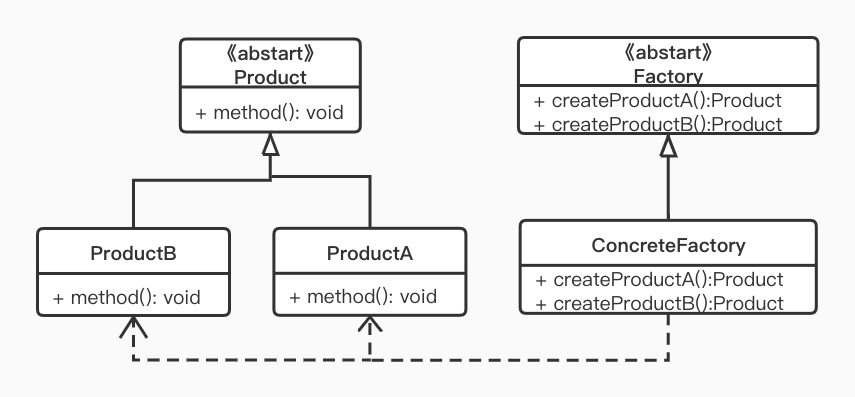 《abstart》
Product
+ method(): void
《abstart》
Factory
+ createProductA():Product
+ createProductB():Product
ProductB
+ method(): void
ProductA
+ method(): void
ConcreteFactory
+ createProductA():Product
+ createProductB():Product